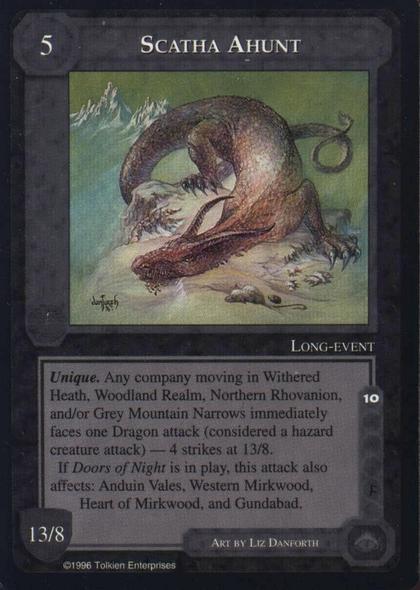 5
SCATHA AHUNT
danforth
LONG-EVENT
Unique. Any company moving in Withered
Heath, Woodland Realm, Northern Rhovanion,
and/or Grey Mountain Narrows immediately
faces one Dragon attack (considered a hazard
creature attack) — 4 strikes at 13/8.
If Doors of Night is in play, this attack also
affects: Anduin Vales, Western Mirkwood,
Heart of Mirkwood, and Gundabad.
10
F
13/8
ART BY LIZ DANFORTH
©1996 Tolkien Enterprises